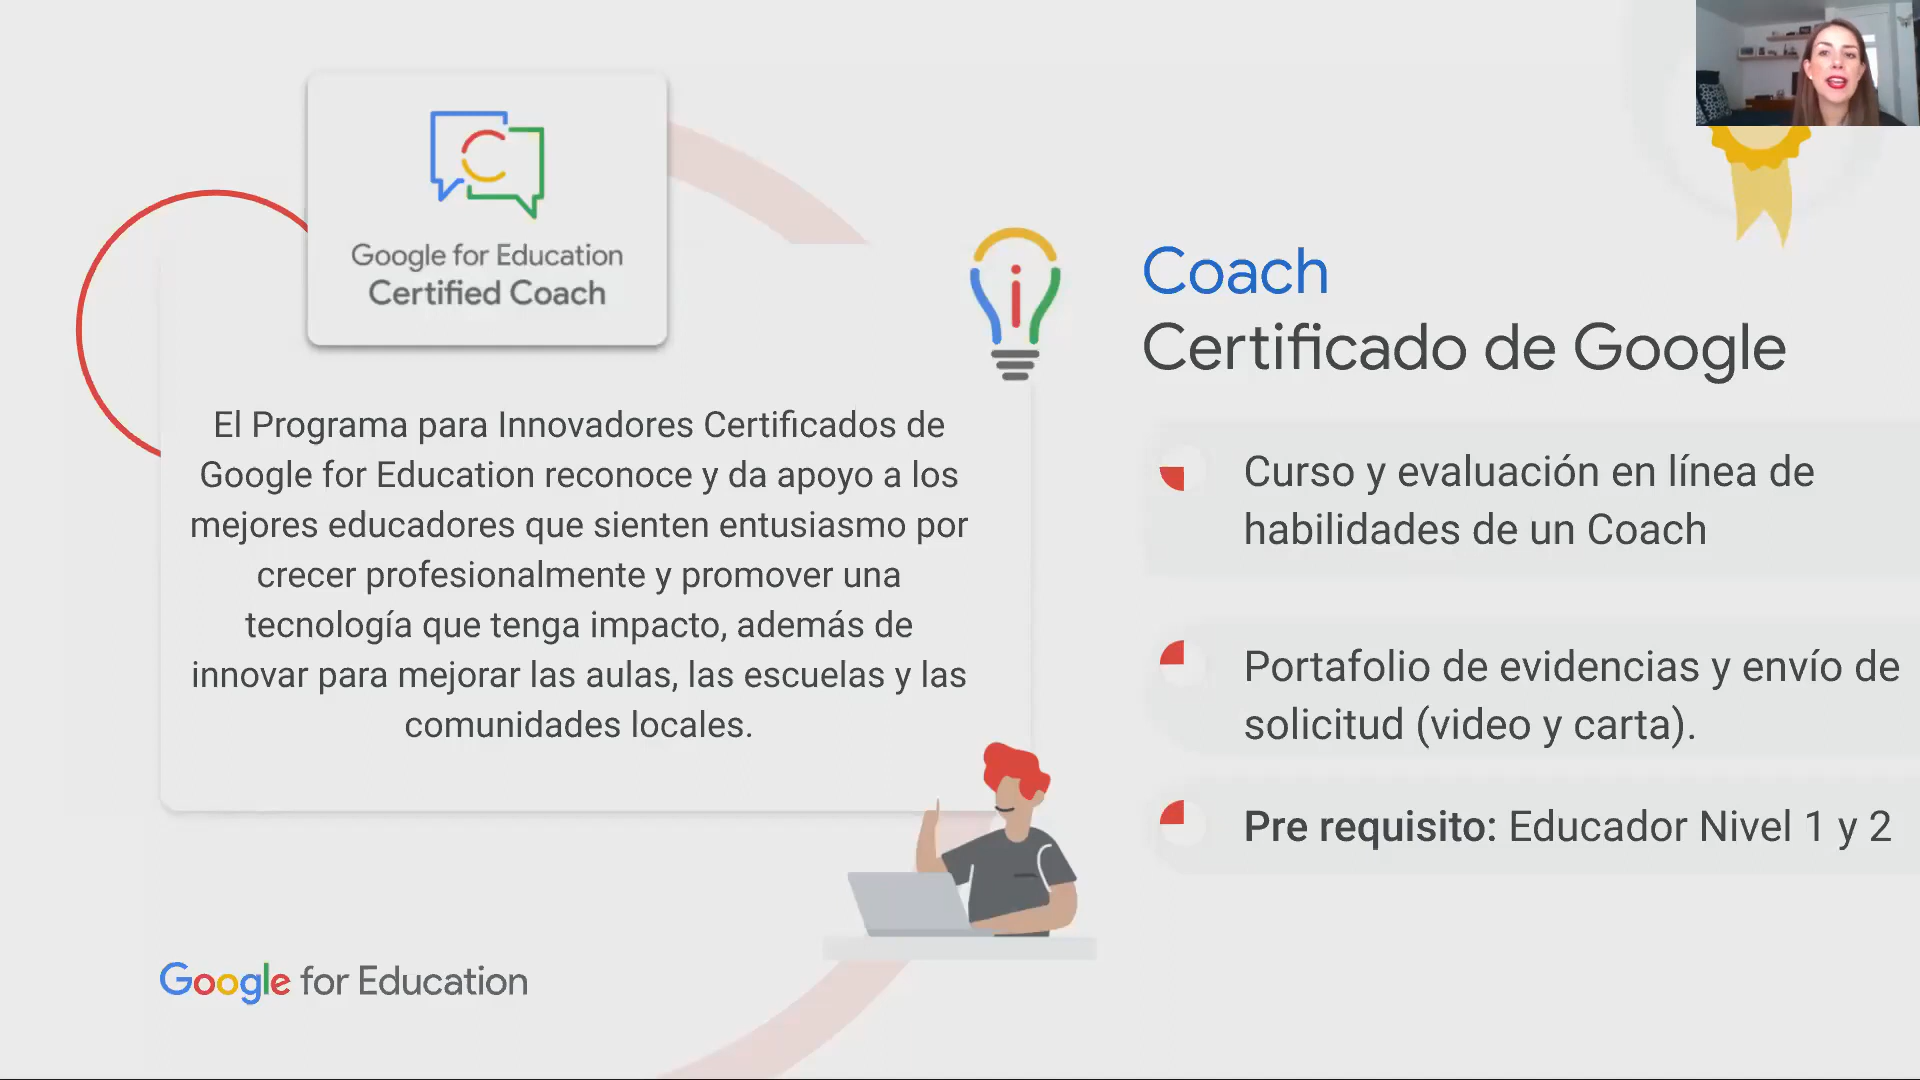 Google for Education
Certified Coach
El Programa para Innovadores Certificados de
Google for Education reconoce y da apoyo a los
mejores educadores que sienten entusiasmo por
crecer profesionalmente y promover una
tecnología que tenga impacto, además de
innovar para mejorar las aulas, las escuelas y las
comunidades locales.
Coach
Certificado de Google
Curso y evaluación en línea de
habilidades de un Coach
Portafolio de evidencias y envío de
solicitud (video y carta).
Pre requisito: Educador Nivel 1 y 2
Google for Education